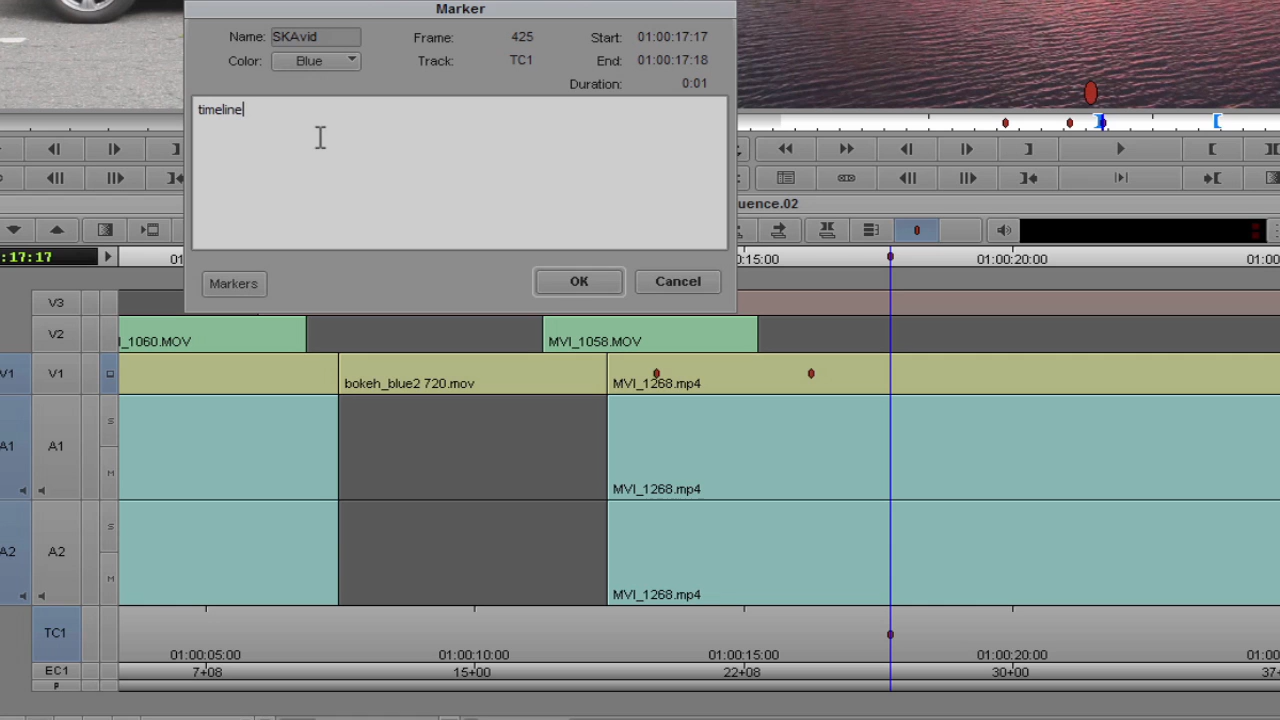 Marker
Name: SKAvid Frame: 425 Start: 01:00:17:17
Color: Blue Track: TC1 End: 01:00:17:18
Duration: 0:01
timeline
Markers OK Cancel
uence.02
:17:17
:15:00 01:00:20:00 01:00
V3
V2 I_1060.MOV MVI_1058.MOV
V1 V1 bokeh_blue2 720.mov MVI_1268.mp4
S
A1 A1
M
MVI_1268.mp4
S
A2 A2
M
MVI_1268.mp4
TC1
01:00:05:00 01:00:10:00 01:00:15:00 01:00:20:00 01:00
EC1 7+08 15+00 22+08 30+00 37+
P